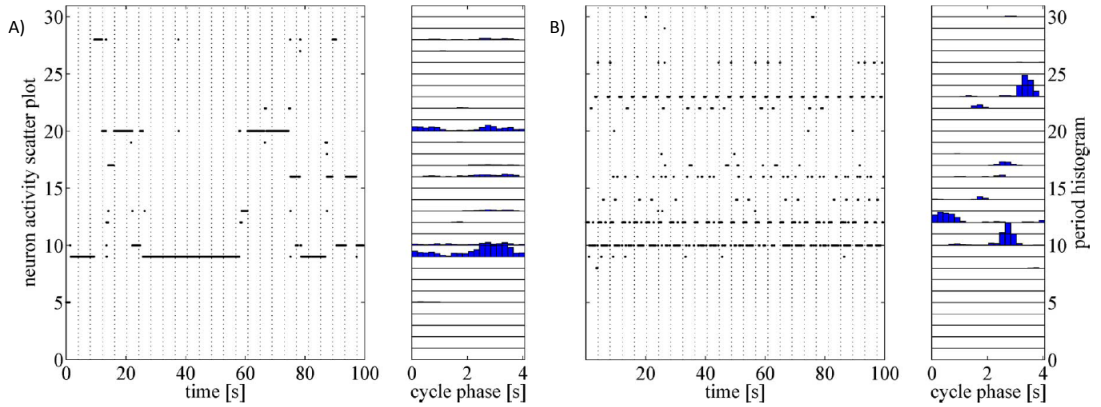 A)
neuron activity scatter plot
30
25
20
15
10
5
0
0 20 40 60 80 100
time [s]
0 2 4
cycle phase [s]
B)
20 40 60 80 100
time [s]
0 2 4
cycle phase [s]
30
25
20
15
10
5
0
period histogram